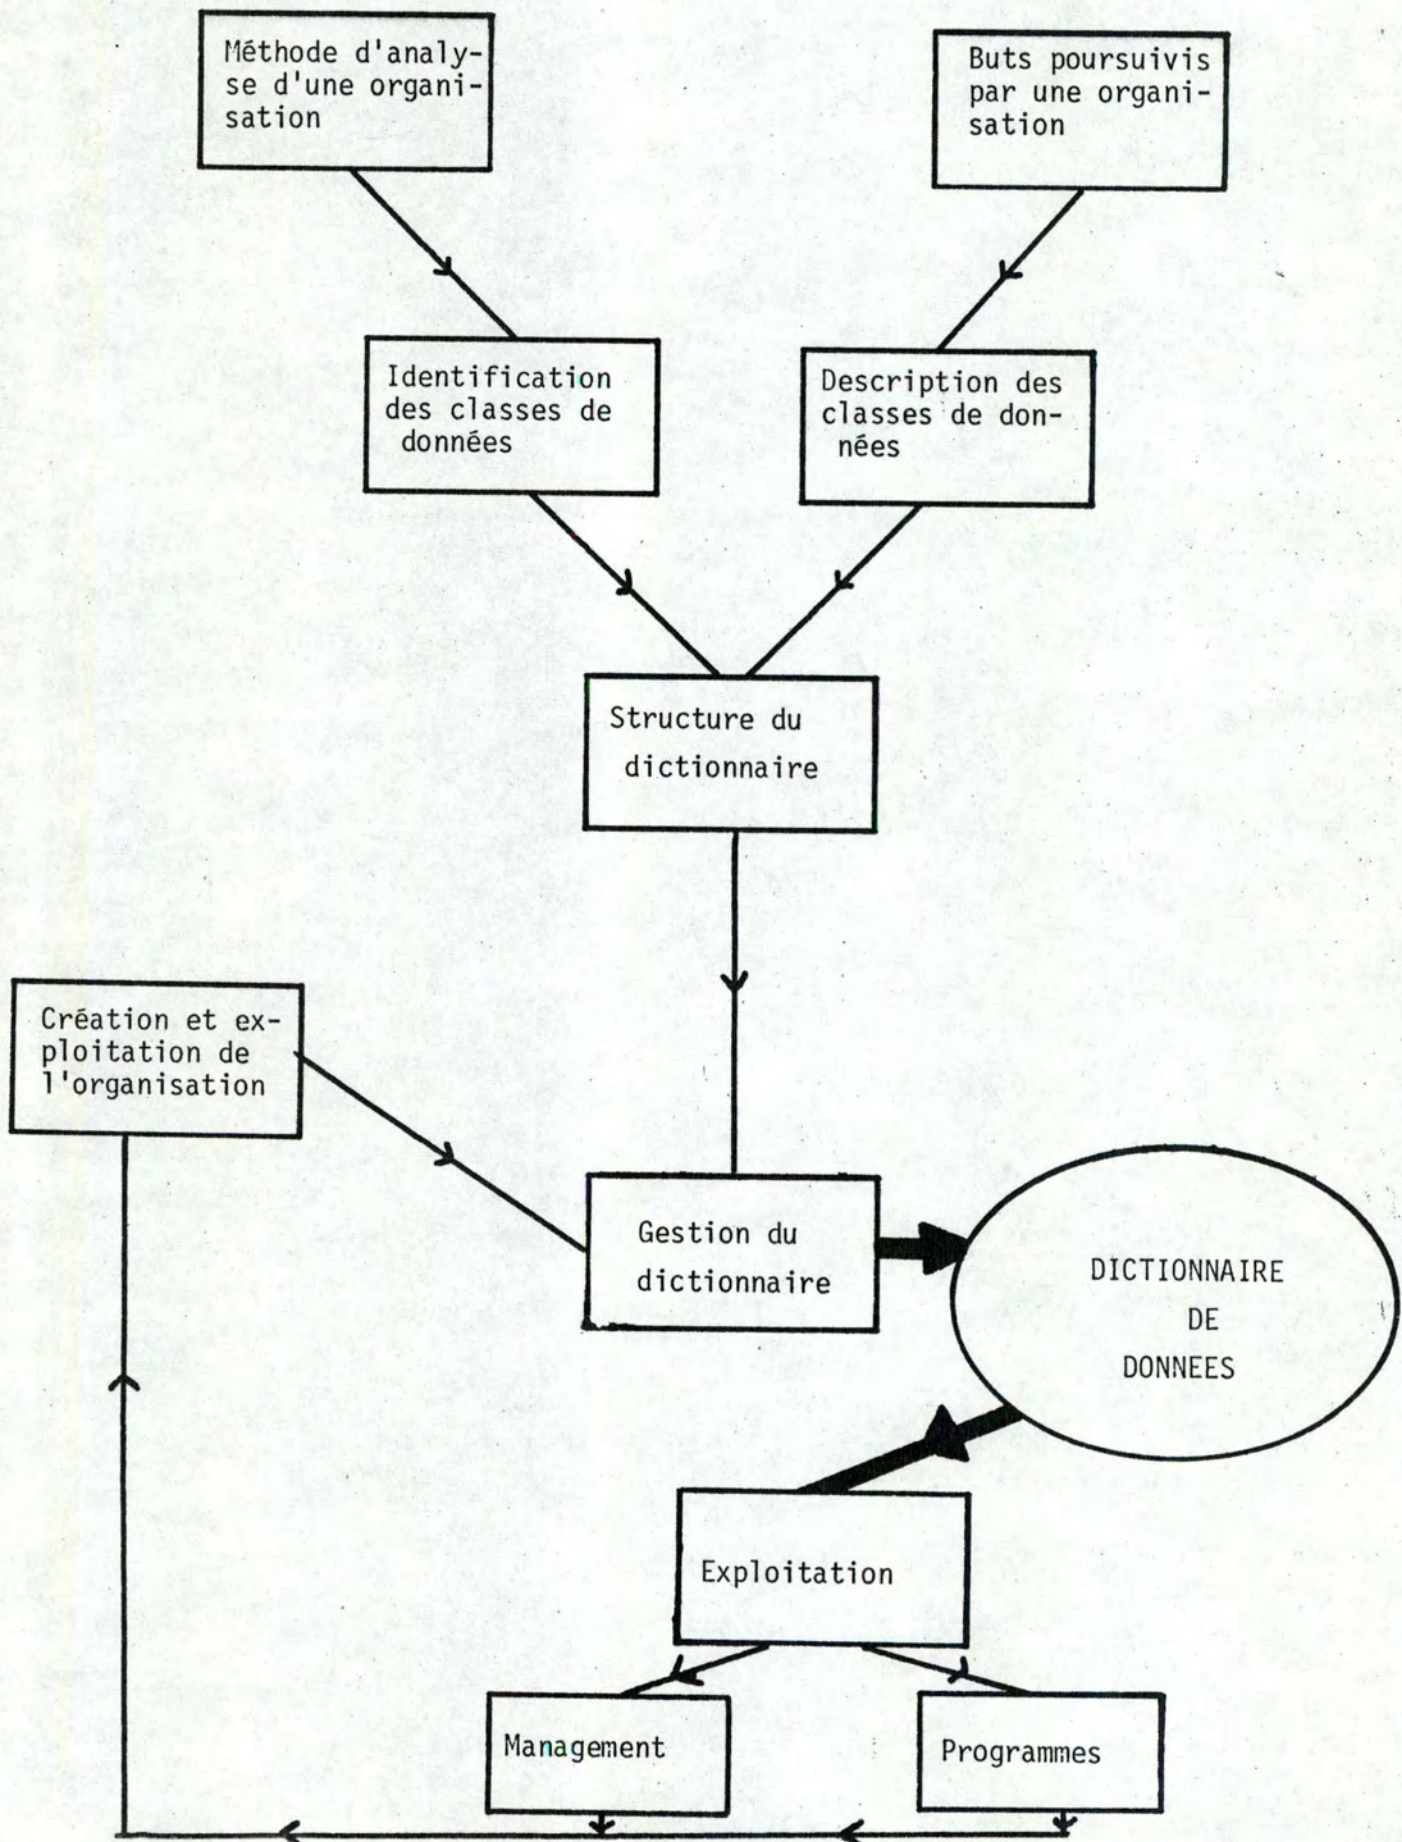 Méthode d'analy-
se d'une organi-
sation
Buts poursuivis
par une organi-
sation
Identification
des classes de
données
Description des
classes de don-
nées
Structure du
dictionnaire
Création et ex-
ploitation de
l'organisation
Gestion du
dictionnaire
DICTIONNAIRE
DE
DONNEES
Exploitation
Management
Programmes